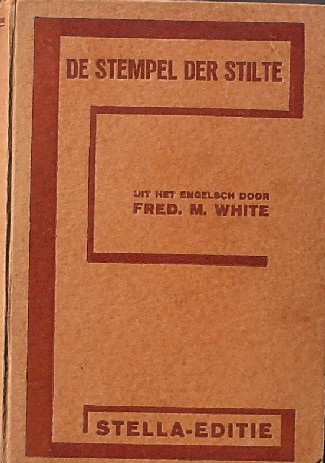 DE STEMPEL DER STILTE
UIT HET ENGELSCH DOOR
FRED. M. WHITE
STELLA-EDITIE